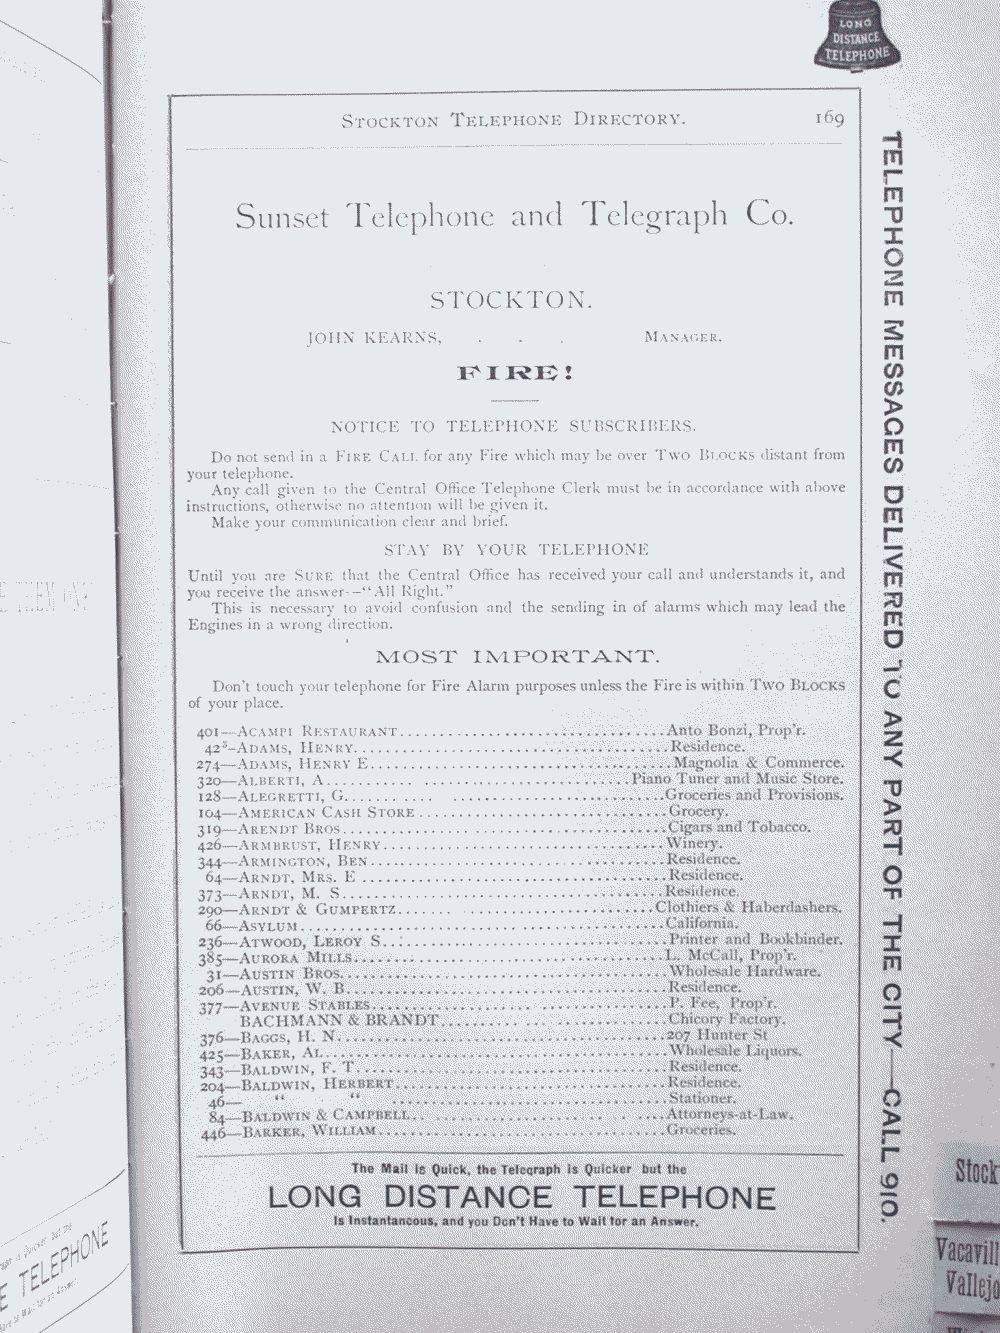 LONG
DISTANCE
TELEPHONE
STOCKTON TELEPHONE DIRECTORY. 169
Sunset Telephone and Telegraph Co.
STOCKTON.
JOHN KEARNS, . . . MANAGER.
FIRE!
NOTICE TO TELEPHONE SUBSCRIBERS.
Do not send in a FIRE CALL for any Fire which may be over TWO BLOCKS distant from
your telephone.
Any call given to the Central Office Telephone Clerk must be in accordance with above
instructions, otherwise no attention will be given it.
Make your communication clear and brief.
STAY BY YOUR TELEPHONE
Until you are SURE that the Central Office has received your call and understands it, and
you receive the answer--“All Right.”
This is necessary to avoid confusion and the sending in of alarms which may lead the
Engines in a wrong direction.
MOST IMPORTANT.
Don't touch your telephone for Fire Alarm purposes unless the Fire is within TWO BLOCKS
of your place.
401—ACAMPI RESTAURANT....Anto Bonzi, Prop'r.
42⁵–ADAMS, HENRY....Residence.
274—ADAMS, HENRY E....Magnolia & Commerce.
320—ALBERTI, A....Piano Tuner and Music Store.
128—ALEGRETTI, G....Groceries and Provisions.
104—AMERICAN CASH STORE....Grocery.
319—ARENDT BROS....Cigars and Tobacco.
426—ARMBRUST, HENRY....Winery.
344—ARMINGTON, BEN....Residence.
64—ARNDT, MRS. E....Residence.
373—ARNDT, M. S....Residence.
290—ARNDT & GUMPERTZ....Clothiers & Haberdashers.
66—ASYLUM....California.
236—ATWOOD, LEROY S....Printer and Bookbinder.
385—AURORA MILLS....L. McCall, Prop'r.
31—AUSTIN BROS....Wholesale Hardware.
206—AUSTIN, W. B....Residence.
377—AVENUE STABLES....P. Fee, Prop'r.
BACHMANN & BRANDT....Chicory Factory.
376—BAGGS, H. N....207 Hunter St
425—BAKER, AL....Wholesale Liquors.
343—BALDWIN, F. T....Residence.
204—BALDWIN, HERBERT....Residence.
46— “ “ ....Stationer.
84—BALDWIN & CAMPBELL....Attorneys-at-Law.
446—BARKER, WILLIAM....Groceries.
The Mail is Quick, the Telegraph is Quicker but the
LONG DISTANCE TELEPHONE
Is Instantaneous, and you Don't Have to Wait for an Answer.
TELEPHONE MESSAGES DELIVERED TO ANY PART OF THE CITY—CALL 910.
Stock
Vacavill
Vallejo
TELEPHONE